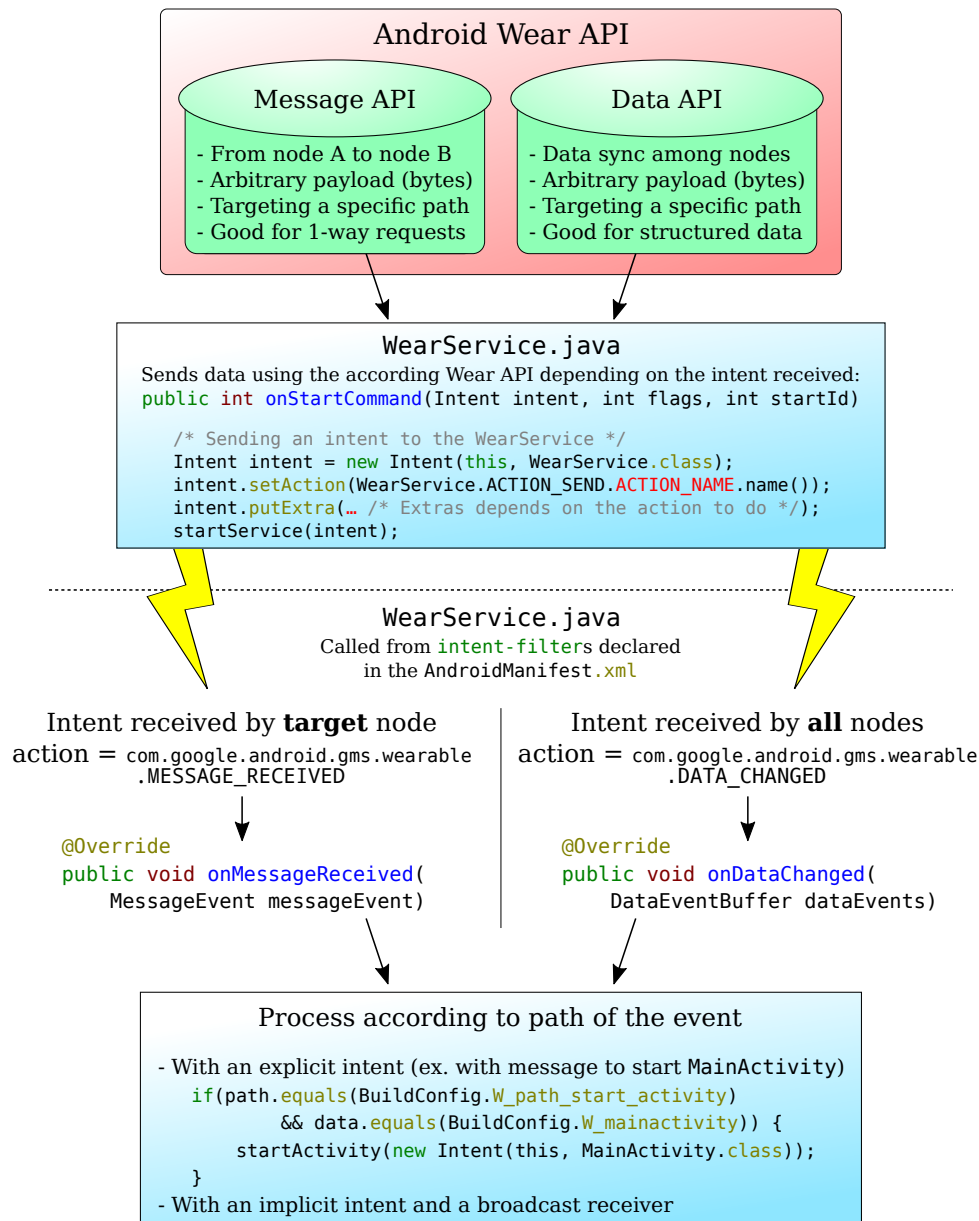 Android Wear API
Message API
- From node A to node B
- Arbitrary payload (bytes)
- Targeting a specific path
- Good for 1-way requests
Data API
- Data sync among nodes
- Arbitrary payload (bytes)
- Targeting a specific path
- Good for structured data
WearService.java
Sends data using the according Wear API depending on the intent received:
public int onStartCommand(Intent intent, int flags, int startId)
/* Sending an intent to the WearService */
Intent intent = new Intent(this, WearService.class);
intent.setAction(WearService.ACTION_SEND.ACTION_NAME.name());
intent.putExtra(… /* Extras depends on the action to do */);
startService(intent);
WearService.java
Called from intent-filters declared
in the AndroidManifest.xml
Intent received by target node
action = com.google.android.gms.wearable
.MESSAGE_RECEIVED
@Override
public void onMessageReceived(
MessageEvent messageEvent)
Intent received by all nodes
action = com.google.android.gms.wearable
.DATA_CHANGED
@Override
public void onDataChanged(
DataEventBuffer dataEvents)
Process according to path of the event
- With an explicit intent (ex. with message to start MainActivity)
if(path.equals(BuildConfig.W_path_start_activity)
&& data.equals(BuildConfig.W_mainactivity)) {
startActivity(new Intent(this, MainActivity.class));
}
- With an implicit intent and a broadcast receiver